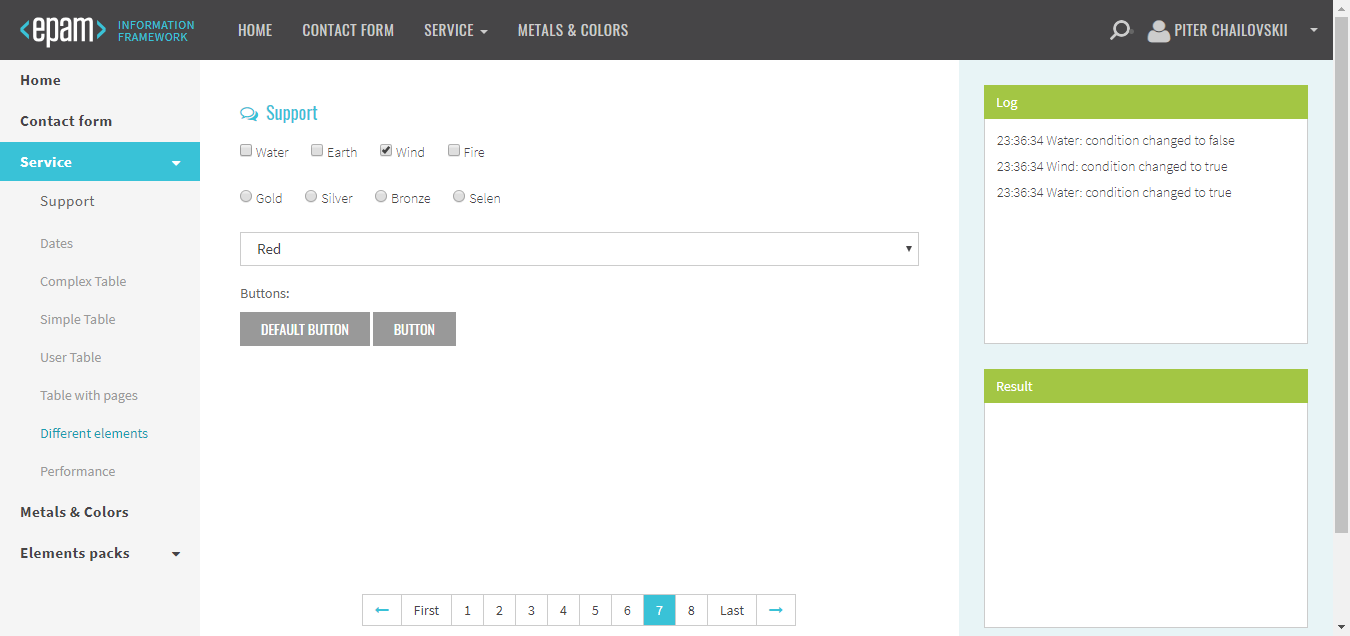 <epam> INFORMATION FRAMEWORK
HOME CONTACT FORM SERVICE METALS & COLORS PITER CHAILOVSKII
Home
Contact form
Service
Support
Dates
Complex Table
Simple Table
User Table
Table with pages
Different elements
Performance
Metals & Colors
Elements packs
Support
Water Earth Wind Fire
Gold Silver Bronze Selen
Red
Buttons:
DEFAULT BUTTON BUTTON
← First 1 2 3 4 5 6 7 8 Last →
Log
23:36:34 Water: condition changed to false
23:36:34 Wind: condition changed to true
23:36:34 Water: condition changed to true
Result